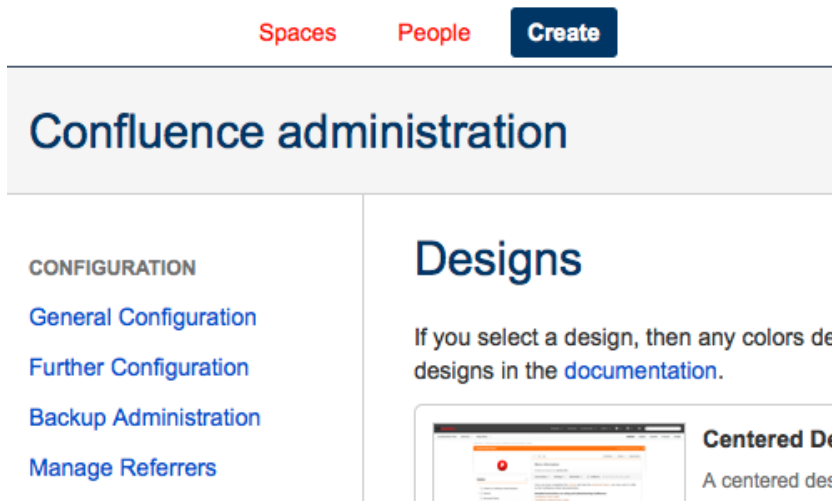 Spaces People Create
Confluence administration
CONFIGURATION
General Configuration
Further Configuration
Backup Administration
Manage Referrers
Designs
If you select a design, then any colors de
designs in the documentation.
Centered De
A centered des